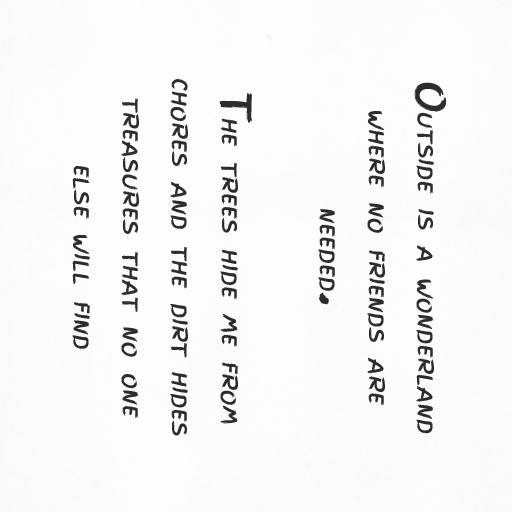 OUTSIDE IS A WONDERLAND
WHERE NO FRIENDS ARE
NEEDED.
THE TREES HIDE ME FROM
CHORES AND THE DIRT HIDES
TREASURES THAT NO ONE
ELSE WILL FIND